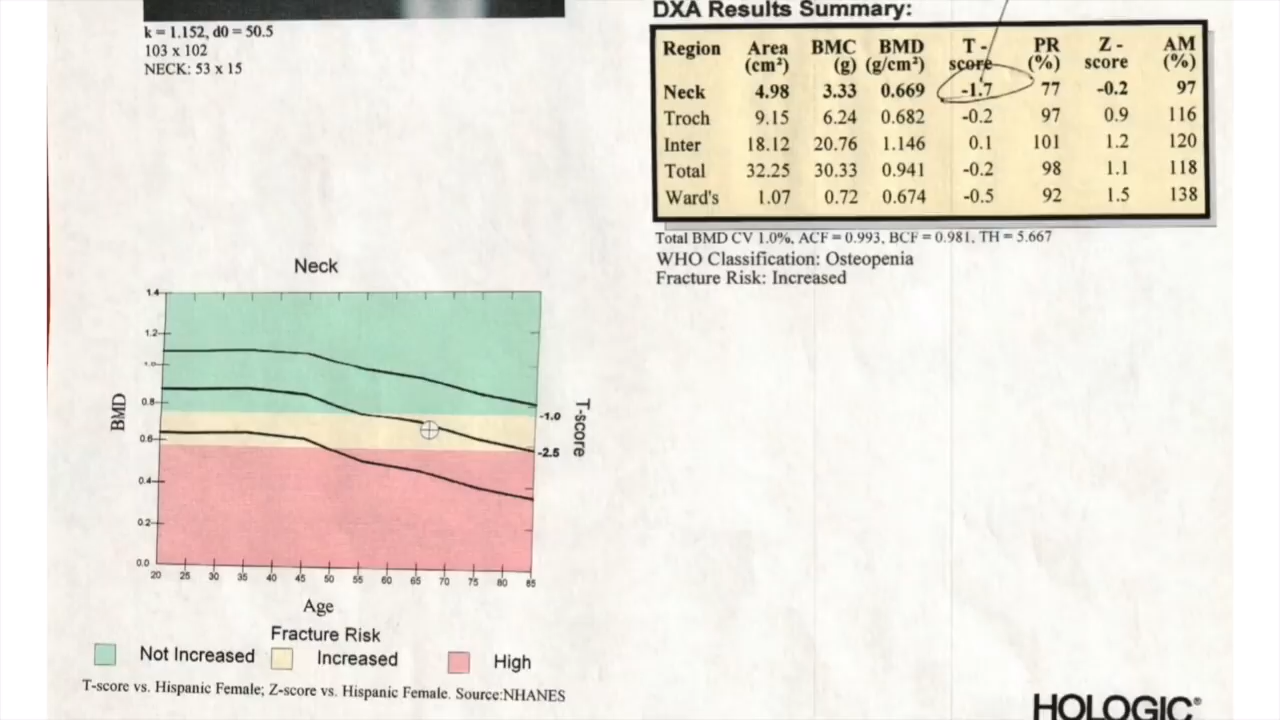 k = 1.152, d0 = 50.5
103 x 102
NECK: 53 x 15
DXA Results Summary:
Region Area (cm²) BMC (g) BMD (g/cm²) T - score PR (%) Z - score AM (%)
Neck 4.98 3.33 0.669 -1.7 77 -0.2 97
Troch 9.15 6.24 0.682 -0.2 97 0.9 116
Inter 18.12 20.76 1.146 0.1 101 1.2 120
Total 32.25 30.33 0.941 -0.2 98 1.1 118
Ward's 1.07 0.72 0.674 -0.5 92 1.5 138
Total BMD CV 1.0%, ACF = 0.993, BCF = 0.981, TH = 5.667
WHO Classification: Osteopenia
Fracture Risk: Increased
Neck
1.4
1.2
1.0
0.8
0.6
0.4
0.2
0.0
BMD
-1.0
-2.5
T-score
20 25 30 35 40 45 50 55 60 65 70 75 80 85
Age
Fracture Risk
Not Increased Increased High
T-score vs. Hispanic Female; Z-score vs. Hispanic Female. Source:NHANES
HOLOGIC®